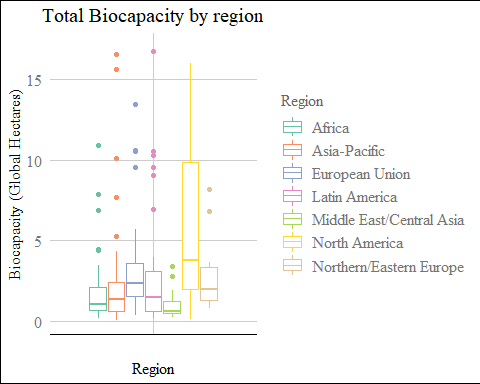 Total Biocapacity by region
Biocapacity (Global Hectares)
15
10
5
0
Region
Region
Africa
Asia-Pacific
European Union
Latin America
Middle East/Central Asia
North America
Northern/Eastern Europe